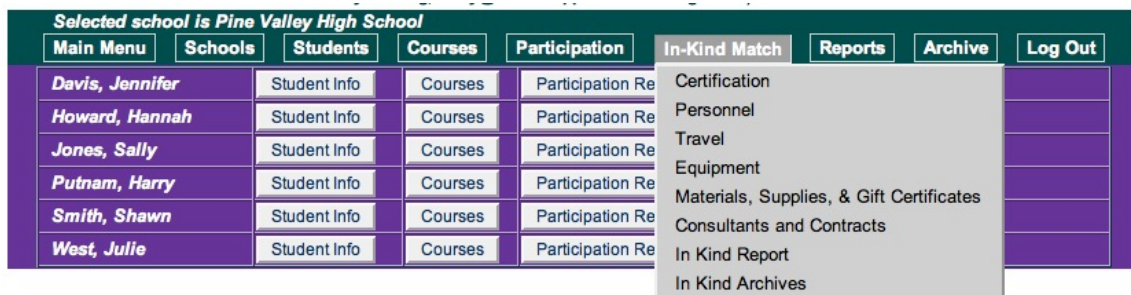 Selected school is Pine Valley High School
Main Menu Schools Students Courses Participation In-Kind Match Reports Archive Log Out
Davis, Jennifer Student Info Courses Participation Re
Howard, Hannah Student Info Courses Participation Re
Jones, Sally Student Info Courses Participation Re
Putnam, Harry Student Info Courses Participation Re
Smith, Shawn Student Info Courses Participation Re
West, Julie Student Info Courses Participation Re
Certification
Personnel
Travel
Equipment
Materials, Supplies, & Gift Certificates
Consultants and Contracts
In Kind Report
In Kind Archives